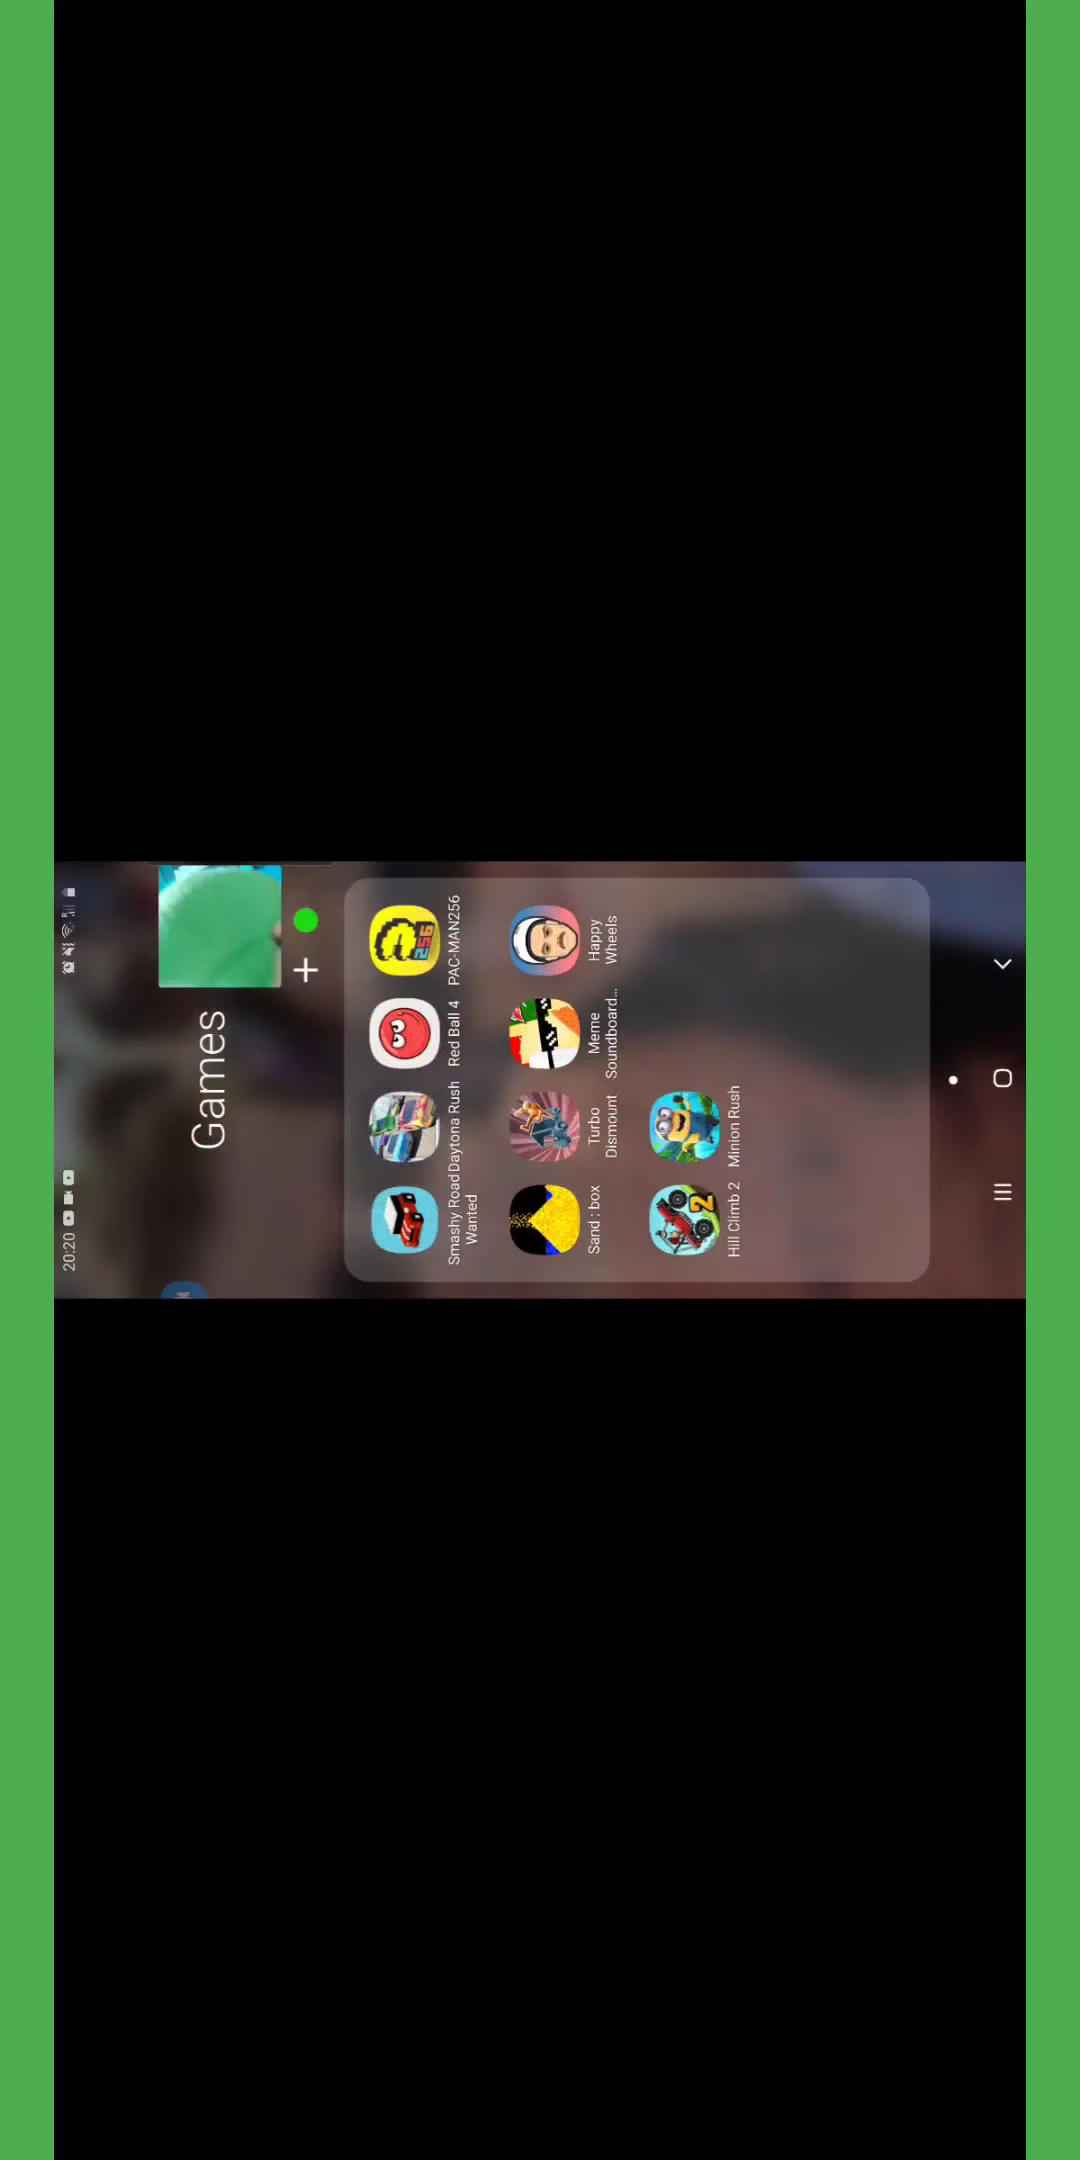 20:20
Games
Smashy Road
Wanted
Daytona Rush
Red Ball 4
PAC-MAN256
Sand : box
Turbo
Dismount
Meme
Soundboard...
Happy
Wheels
Hill Climb 2
Minion Rush